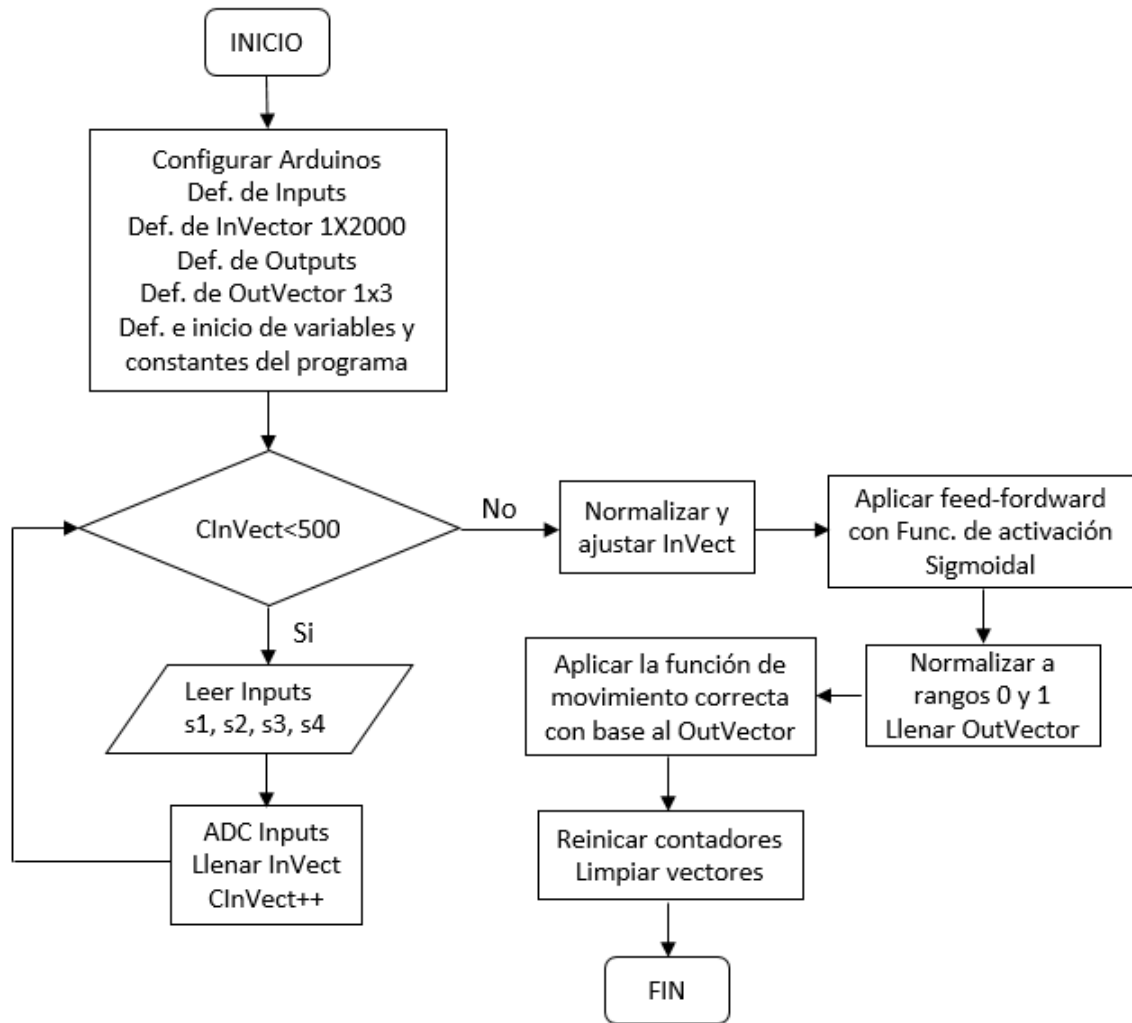 INICIO
Configurar Arduinos
Def. de Inputs
Def. de InVector 1X2000
Def. de Outputs
Def. de OutVector 1x3
Def. e inicio de variables y
constantes del programa
CInVect<500
No
Normalizar y
ajustar InVect
Aplicar feed-fordward
con Func. de activación
Sigmoidal
Si
Leer Inputs
s1, s2, s3, s4
ADC Inputs
Llenar InVect
CInVect++
Normalizar a
rangos 0 y 1
Llenar OutVector
Aplicar la función de
movimiento correcta
con base al OutVector
Reinicar contadores
Limpiar vectores
FIN